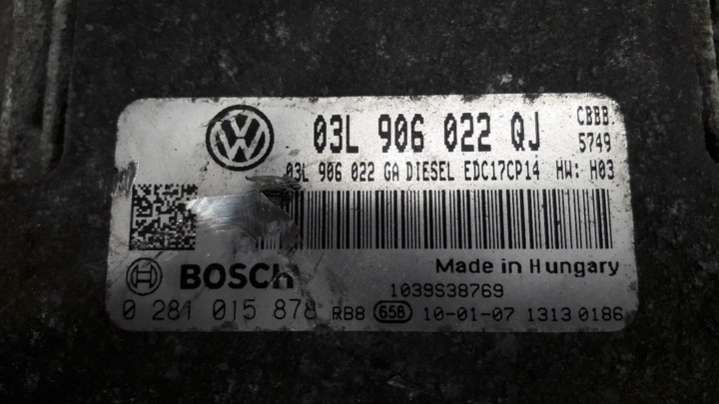 03L 906 022 QJ CBBB
5749
03L 906 022 GA DIESEL EDC17CP14 HW: H03
BOSCH Made in Hungary
1039S38769
0 281 015 878 RB8 656 10-01-07 1313 0186